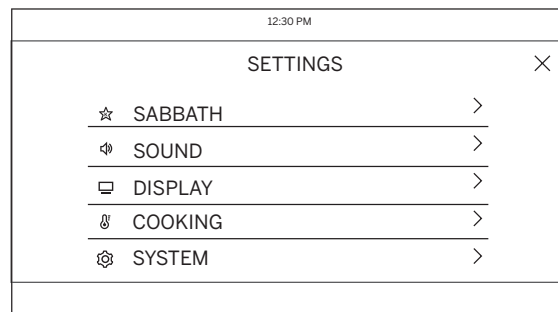 12:30 PM
SETTINGS
SABBATH
SOUND
DISPLAY
COOKING
SYSTEM